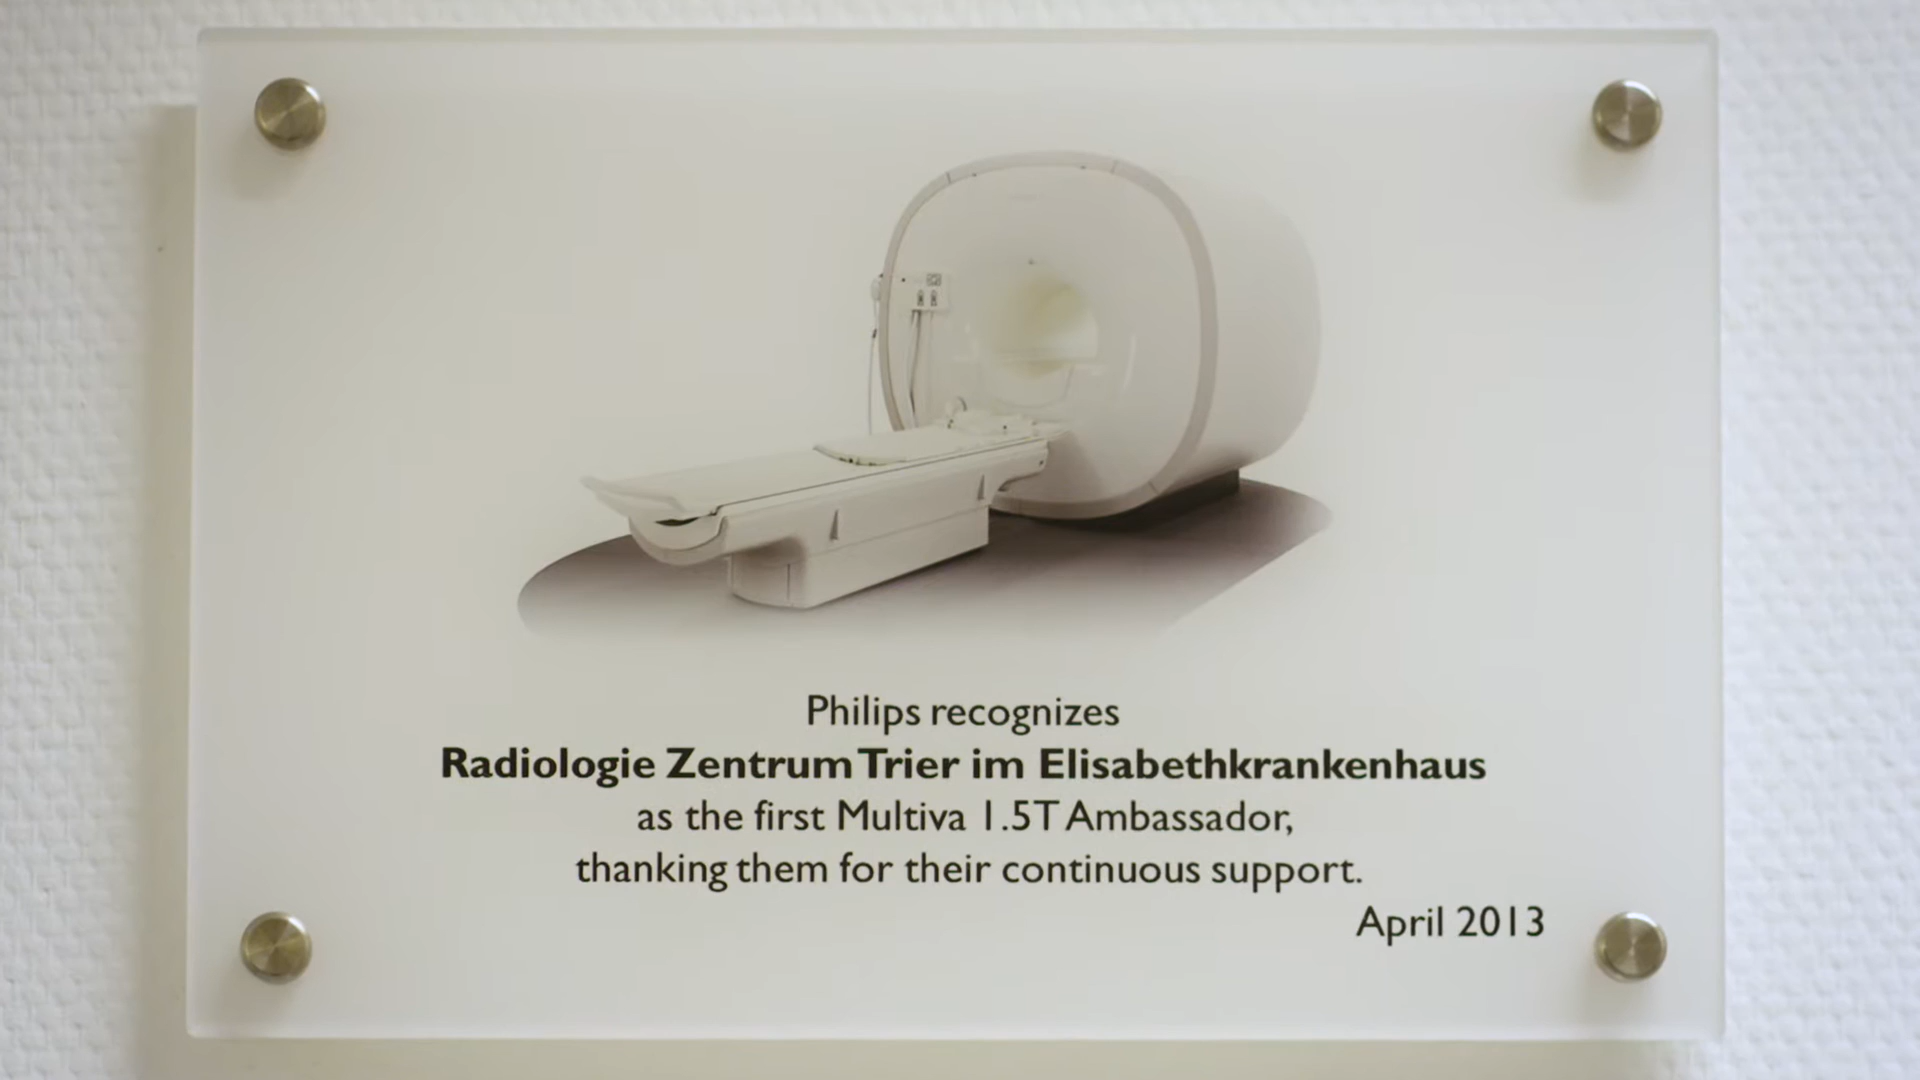 Philips recognizes
Radiologie Zentrum Trier im Elisabethkrankenhaus
as the first Multiva 1.5T Ambassador,
thanking them for their continuous support.
April 2013